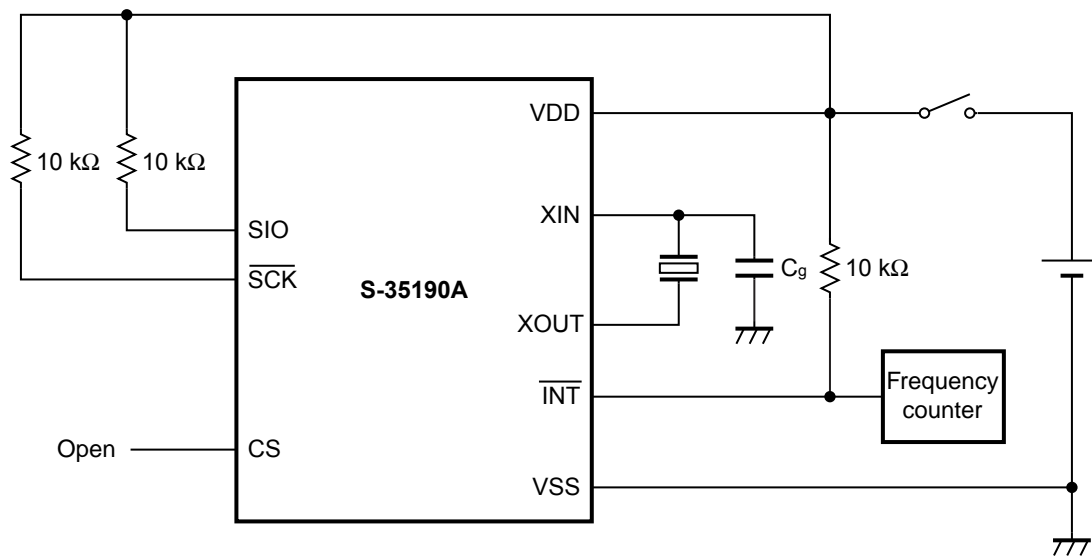 VDD
10 kΩ
10 kΩ
XIN
SIO
SCK
S-35190A
Cg
10 kΩ
XOUT
INT
Frequency
counter
Open
CS
VSS